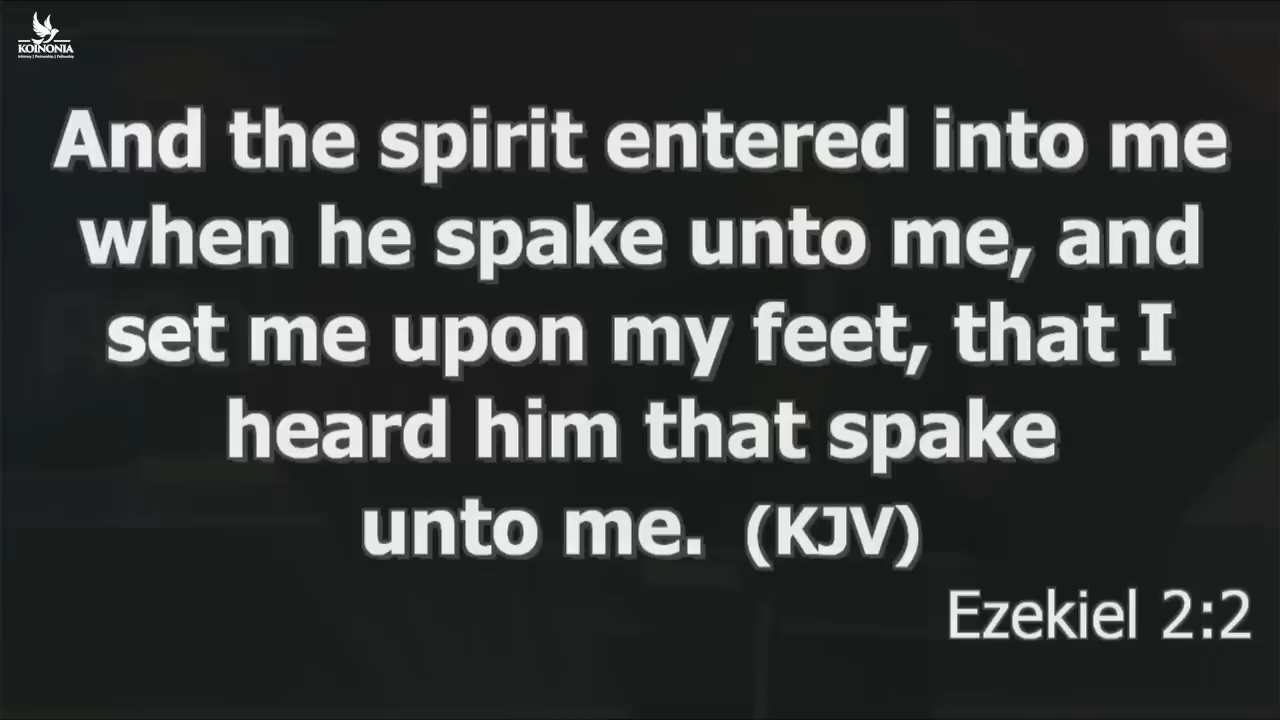 KOINONIA
And the spirit entered into me
when he spake unto me, and
set me upon my feet, that I
heard him that spake
unto me. (KJV)
Ezekiel 2:2